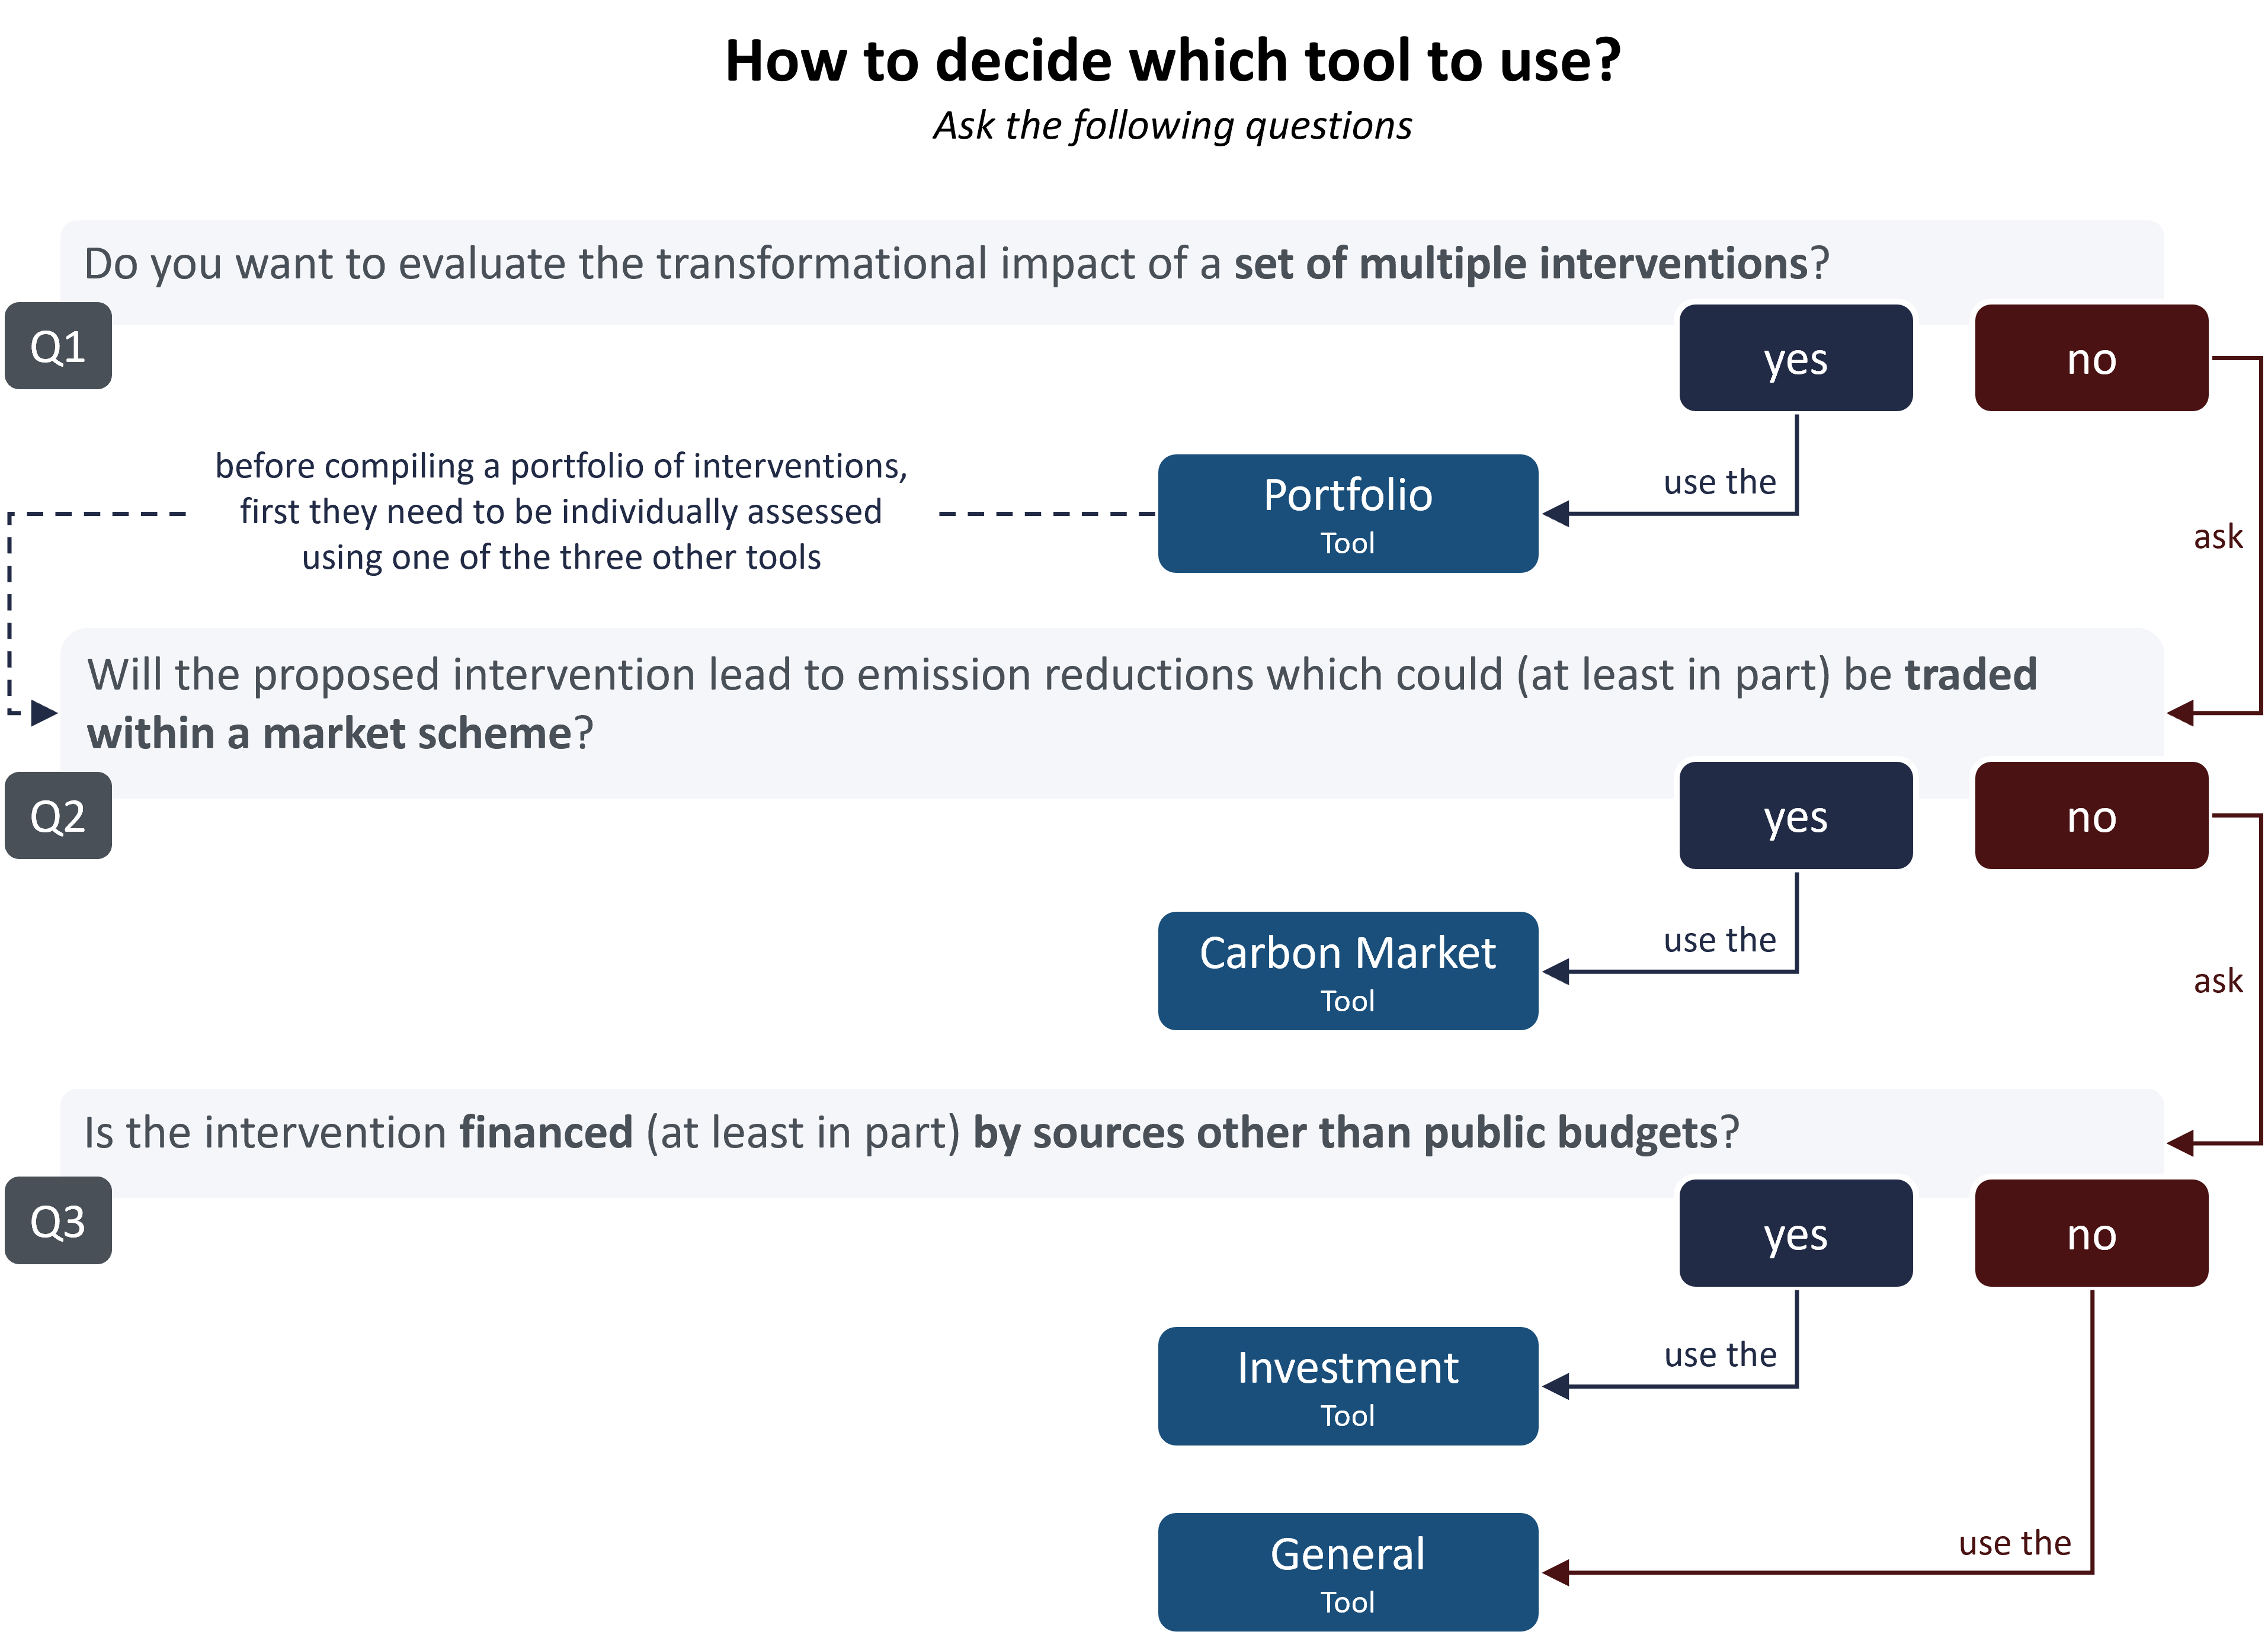 How to decide which tool to use?
Ask the following questions
Do you want to evaluate the transformational impact of a set of multiple interventions?
Q1
yes
no
use the
Portfolio
Tool
before compiling a portfolio of interventions,
first they need to be individually assessed
using one of the three other tools
ask
Will the proposed intervention lead to emission reductions which could (at least in part) be traded
within a market scheme?
Q2
yes
no
use the
Carbon Market
Tool
ask
Is the intervention financed (at least in part) by sources other than public budgets?
Q3
yes
no
use the
Investment
Tool
use the
General
Tool